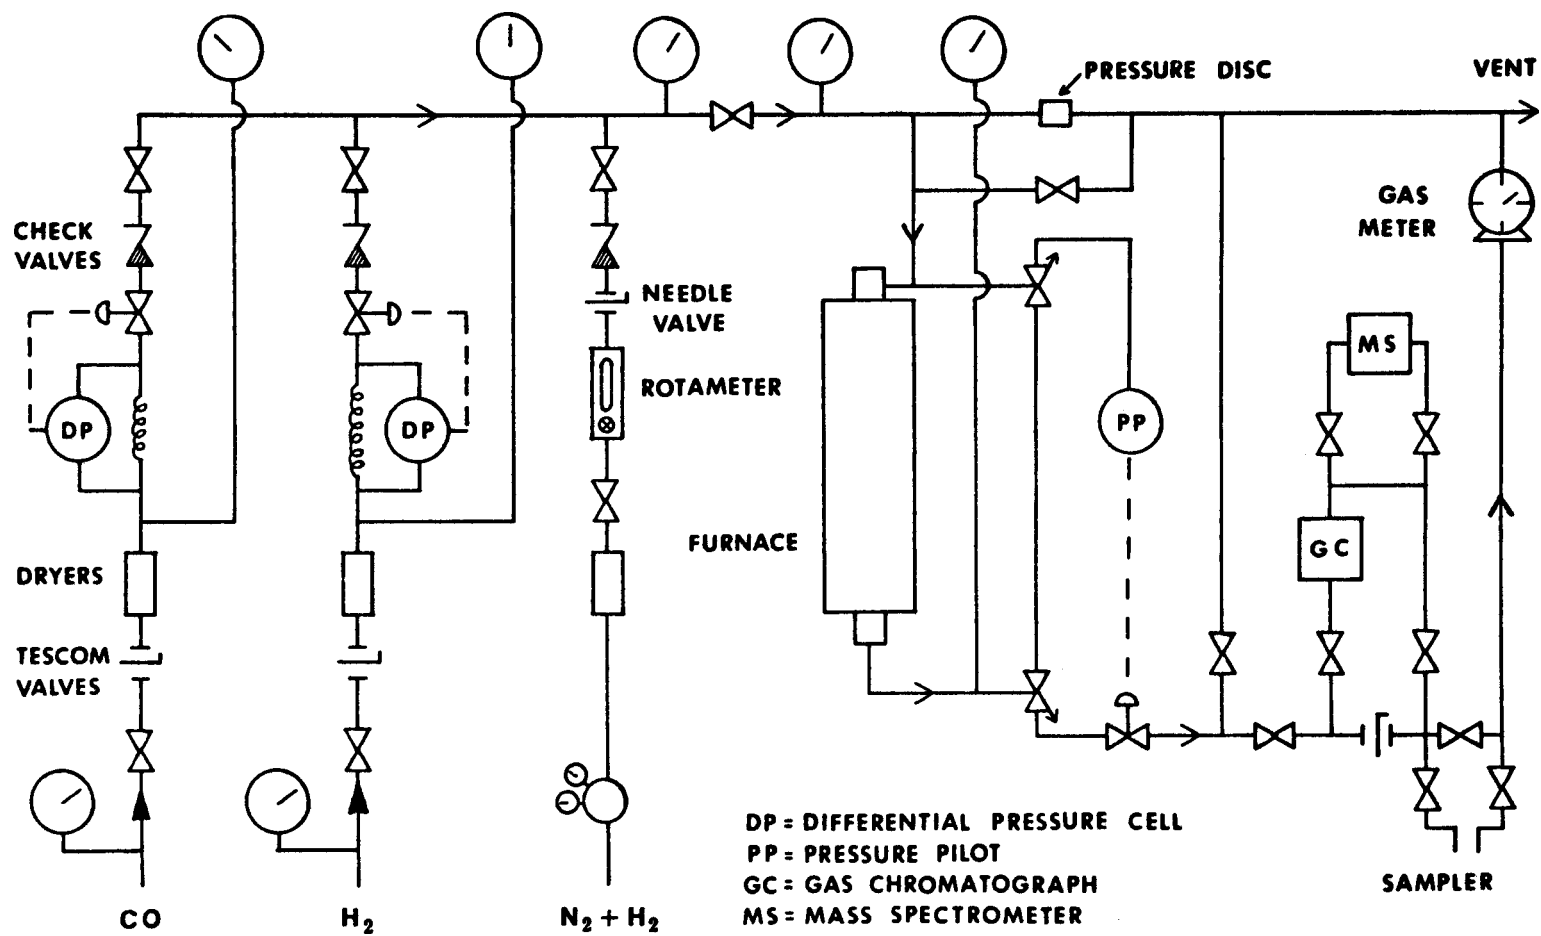 PRESSURE DISC
VENT
CHECK
VALVES
GAS
METER
NEEDLE
VALVE
MS
ROTAMETER
DP
DP
PP
FURNACE
GC
DRYERS
TESCOM
VALVES
DP = DIFFERENTIAL PRESSURE CELL
PP = PRESSURE PILOT
GC = GAS CHROMATOGRAPH
MS = MASS SPECTROMETER
SAMPLER
CO
H₂
N₂ + H₂